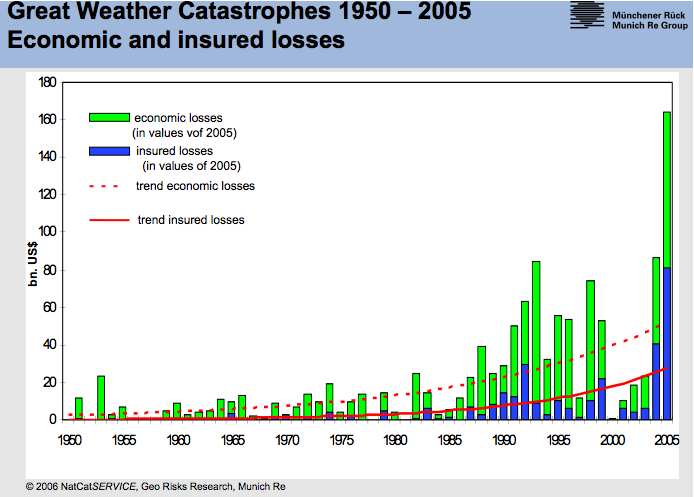 Great Weather Catastrophes 1950 – 2005
Economic and insured losses
Münchener Rück
Munich Re Group
180
160
140
120
100
80
60
40
20
0
bn. US$
economic losses
(in values vof 2005)
insured losses
(in values of 2005)
trend economic losses
trend insured losses
1950 1955 1960 1965 1970 1975 1980 1985 1990 1995 2000 2005
© 2006 NatCatSERVICE, Geo Risks Research, Munich Re